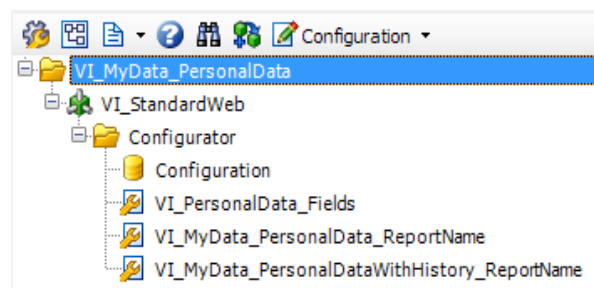 Configuration
VI_MyData_PersonalData
VI_StandardWeb
Configurator
Configuration
VI_PersonalData_Fields
VI_MyData_PersonalData_ReportName
VI_MyData_PersonalDataWithHistory_ReportName